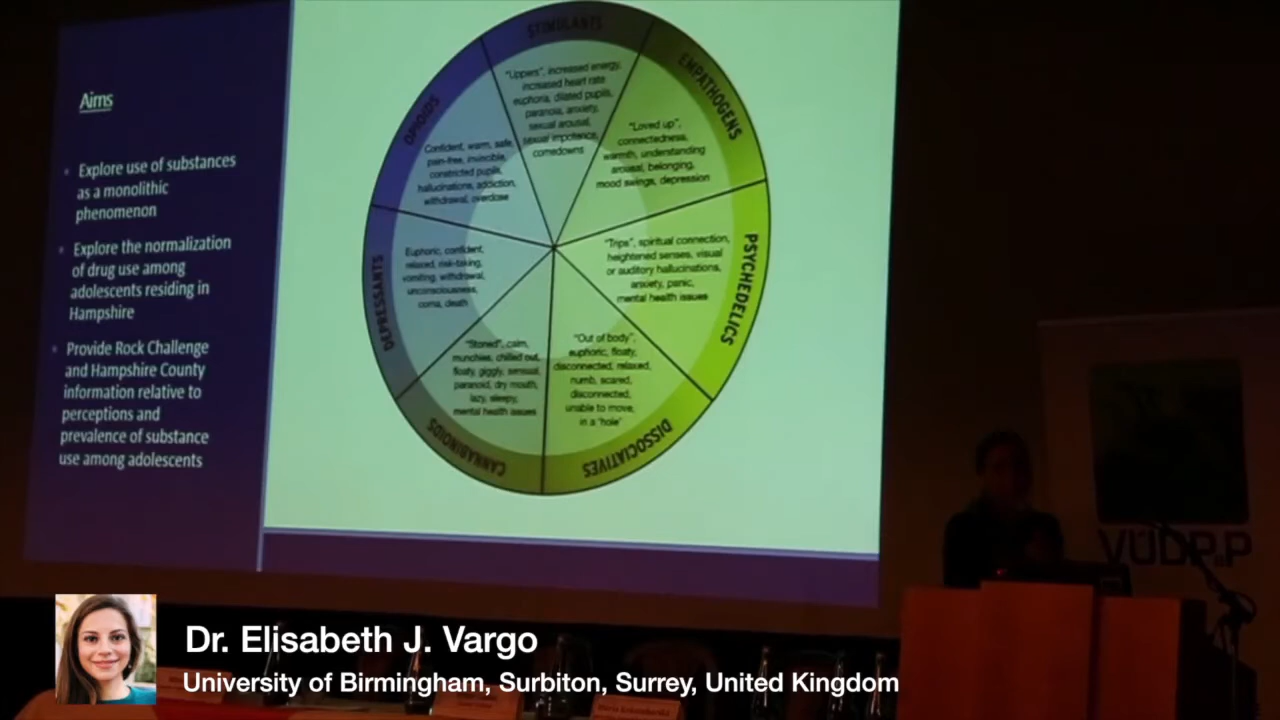 Aims
Explore use of substances
as a monolithic
phenomenon
Explore the normalization
of drug use among
adolescents residing in
Hampshire
Provide Rock Challenge
and Hampshire County
information relative to
perceptions and
prevalence of substance
use among adolescents
STIMULANTS
"Uppers", increased energy,
increased heart rate
euphoria, dilated pupils,
paranoia, anxiety,
sexual arousal,
sexual impotence,
comedowns
EMPATHOGENS
"Loved up",
connectedness,
warmth, understanding
arousal, belonging,
mood swings, depression
PSYCHEDELICS
"Trips", spiritual connection,
heightened senses, visual
or auditory hallucinations,
anxiety, panic,
mental health issues
DISSOCIATIVES
"Out of body",
euphoric, floaty,
disconnected, relaxed,
numb, scared,
disconnected,
unable to move,
in a 'hole'
CANNABINOIDS
"Stoned", calm,
munchies, chilled out,
floaty, giggly, sensual,
paranoid, dry mouth,
lazy, sleepy,
mental health issues
DEPRESSANTS
Euphoric, confident,
relaxed, risk-taking,
vomiting, withdrawal,
unconsciousness,
coma, death
OPIOIDS
Confident, warm, safe,
pain-free, invincible,
constricted pupils,
hallucinations, addiction,
withdrawal, overdose
Dr. Elisabeth J. Vargo
University of Birmingham, Surbiton, Surrey, United Kingdom